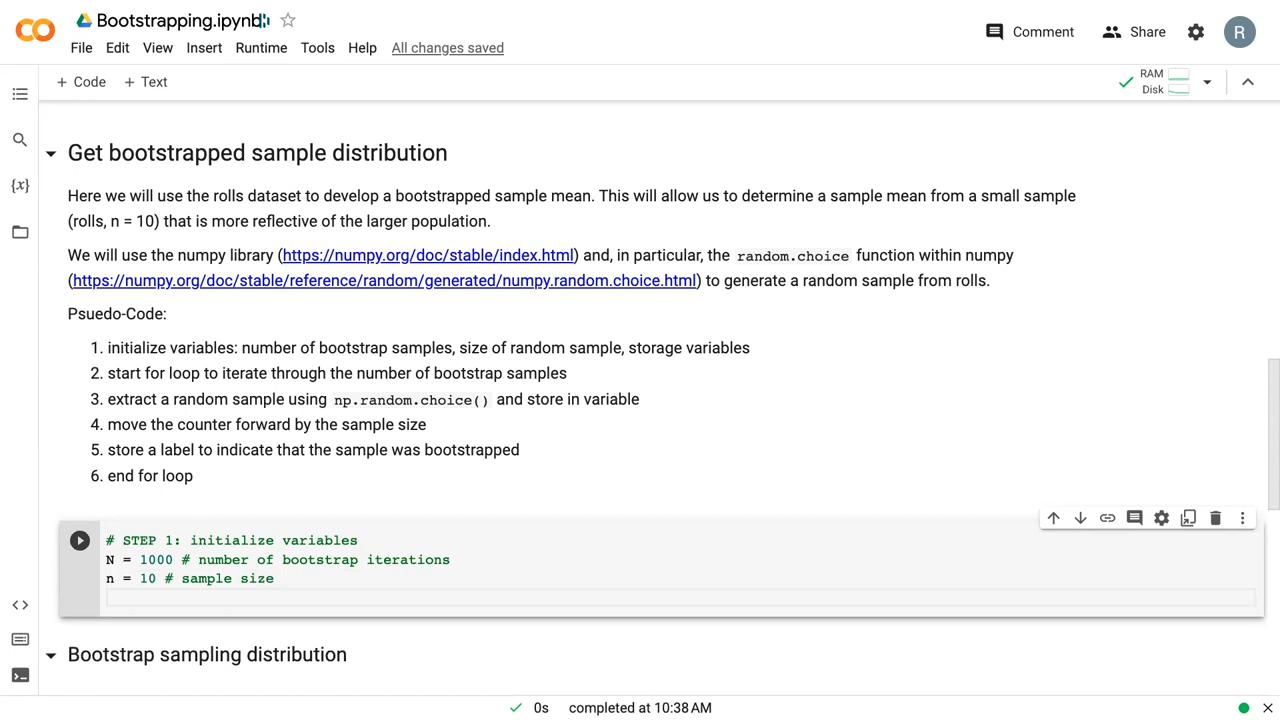 Bootstrapping.ipynb
File Edit View Insert Runtime Tools Help All changes saved
Comment Share R
+ Code + Text
RAM
Disk
Get bootstrapped sample distribution
Here we will use the rolls dataset to develop a bootstrapped sample mean. This will allow us to determine a sample mean from a small sample
(rolls, n = 10) that is more reflective of the larger population.
We will use the numpy library (https://numpy.org/doc/stable/index.html) and, in particular, the random.choice function within numpy
(https://numpy.org/doc/stable/reference/random/generated/numpy.random.choice.html) to generate a random sample from rolls.
Psuedo-Code:
1. initialize variables: number of bootstrap samples, size of random sample, storage variables
2. start for loop to iterate through the number of bootstrap samples
3. extract a random sample using np.random.choice() and store in variable
4. move the counter forward by the sample size
5. store a label to indicate that the sample was bootstrapped
6. end for loop
# STEP 1: initialize variables
N = 1000 # number of bootstrap iterations
n = 10 # sample size
Bootstrap sampling distribution
0s completed at 10:38 AM